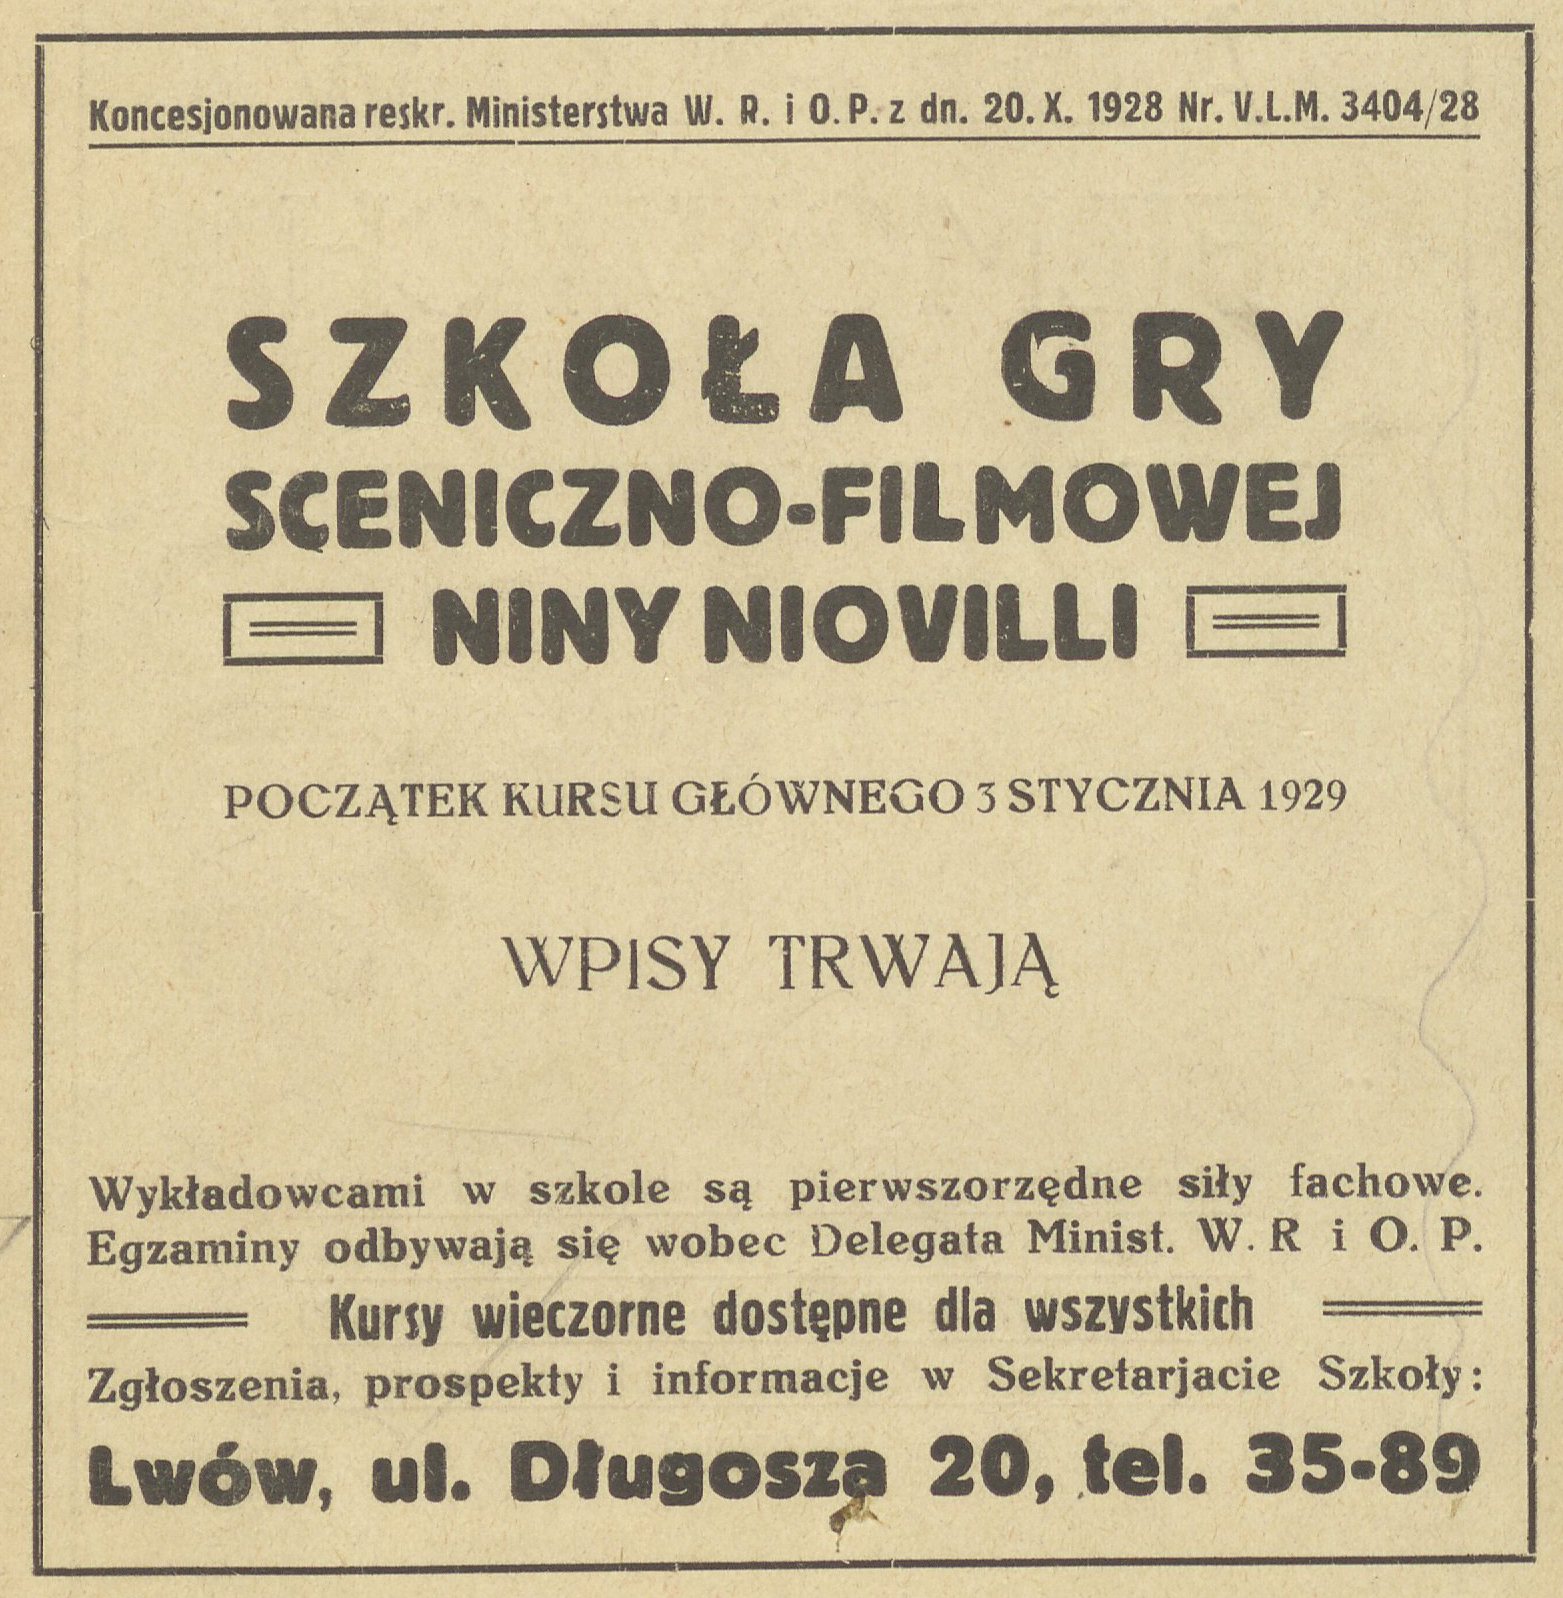 Koncesjonowana reskr. Ministerstwa W. R. i O. P. z dn. 20. X. 1928 Nr. V.L.M. 3404/28
SZKOŁA GRY
SCENICZNO-FILMOWEJ
NINY NIOVILLI
POCZĄTEK KURSU GŁÓWNEGO 3 STYCZNIA 1929
WPISY TRWAJĄ
Wykładowcami w szkole są pierwszorzędne siły fachowe.
Egzaminy odbywają się wobec Delegata Minist. W. R i O. P.
Kursy wieczorne dostępne dla wszystkich
Zgłoszenia, prospekty i informacje w Sekretarjacie Szkoły:
Lwów, ul. Długosza 20, tel. 35-89